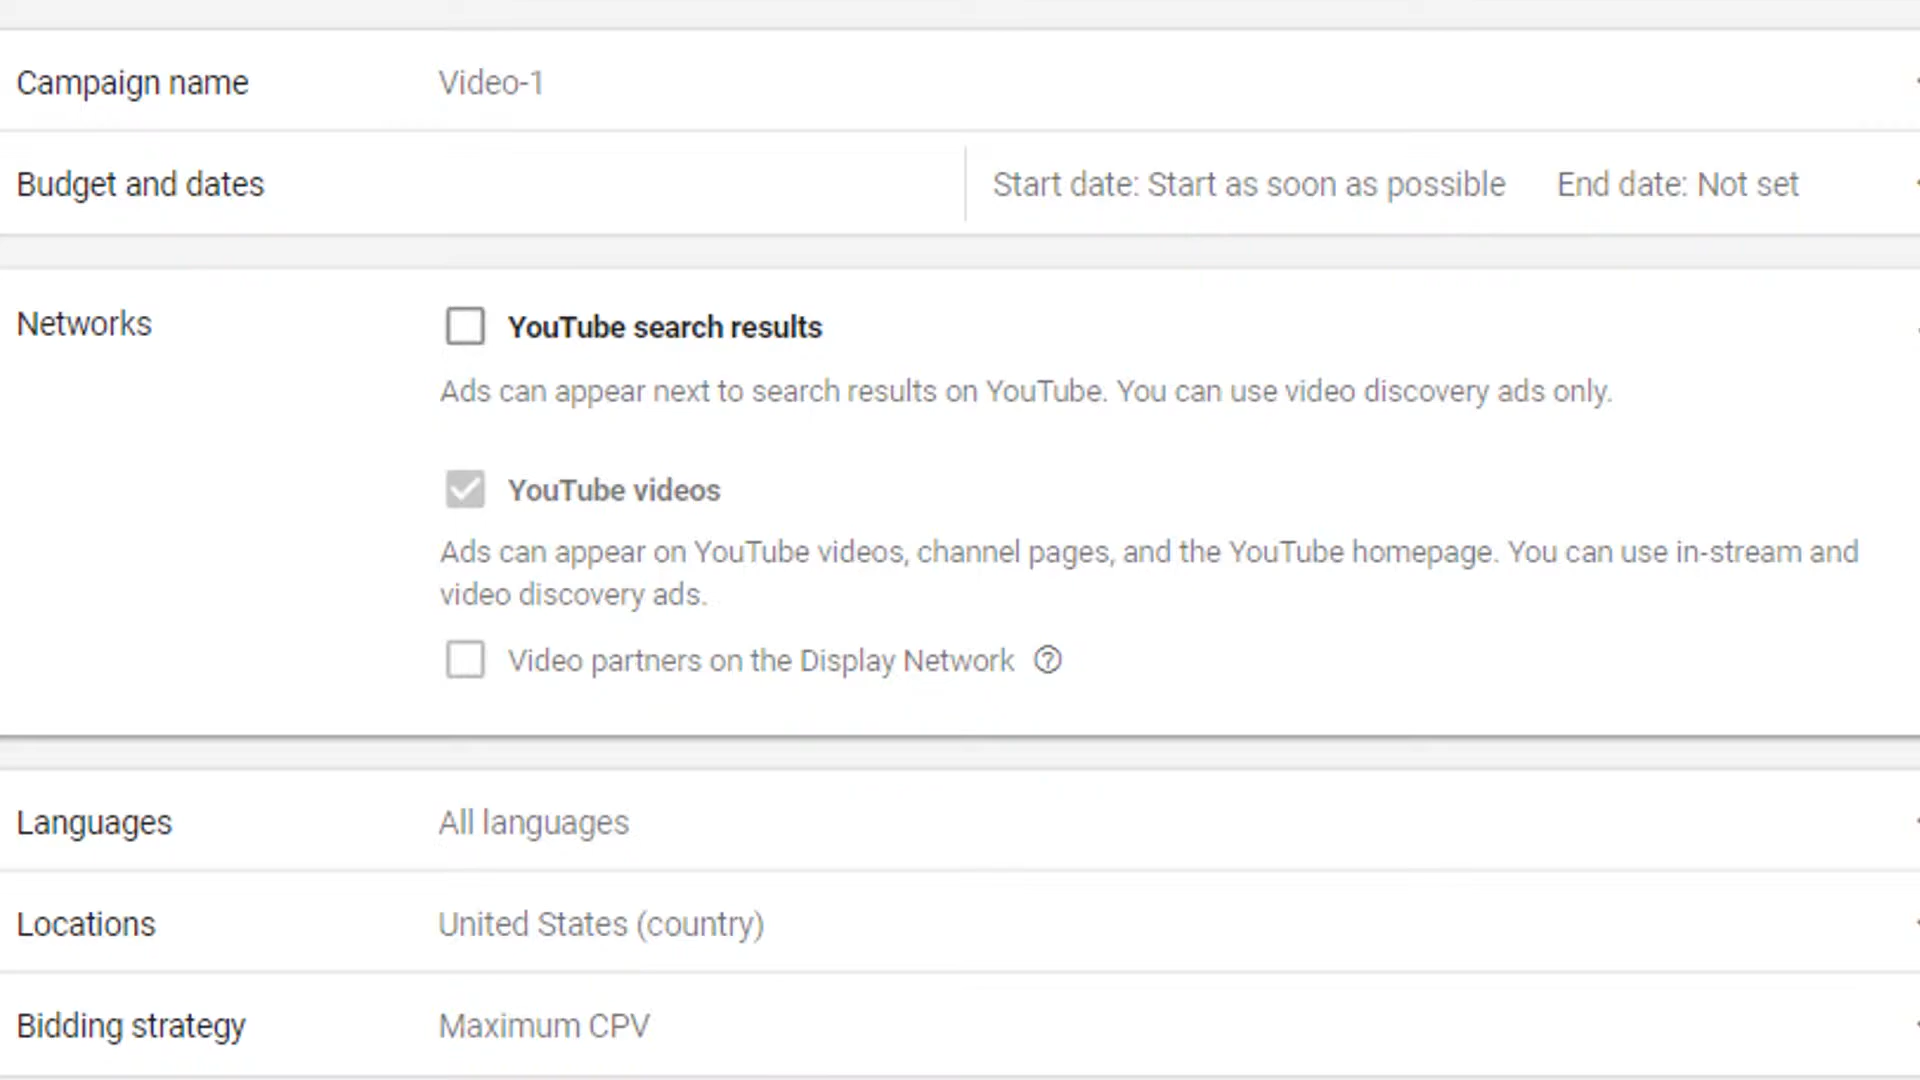 Campaign name Video-1
Budget and dates Start date: Start as soon as possible End date: Not set
Networks YouTube search results
Ads can appear next to search results on YouTube. You can use video discovery ads only.
YouTube videos
Ads can appear on YouTube videos, channel pages, and the YouTube homepage. You can use in-stream and
video discovery ads.
Video partners on the Display Network
Languages All languages
Locations United States (country)
Bidding strategy Maximum CPV